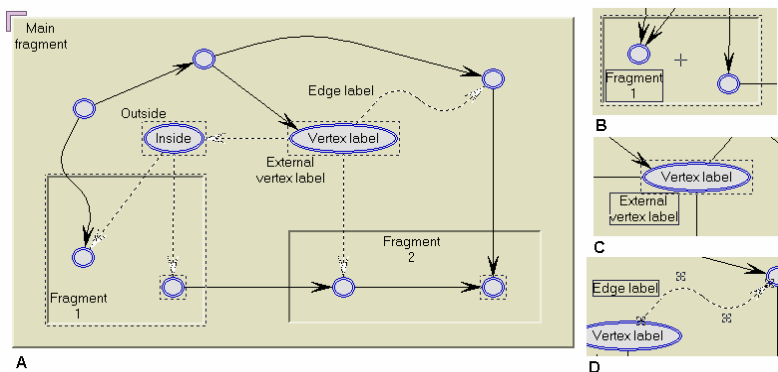 Main
fragment
Edge label
Outside
Inside
Vertex label
External
vertex label
Fragment
2
Fragment
1
A
Fragment
1
B
Vertex label
External
vertex label
C
Edge label
Vertex label
D